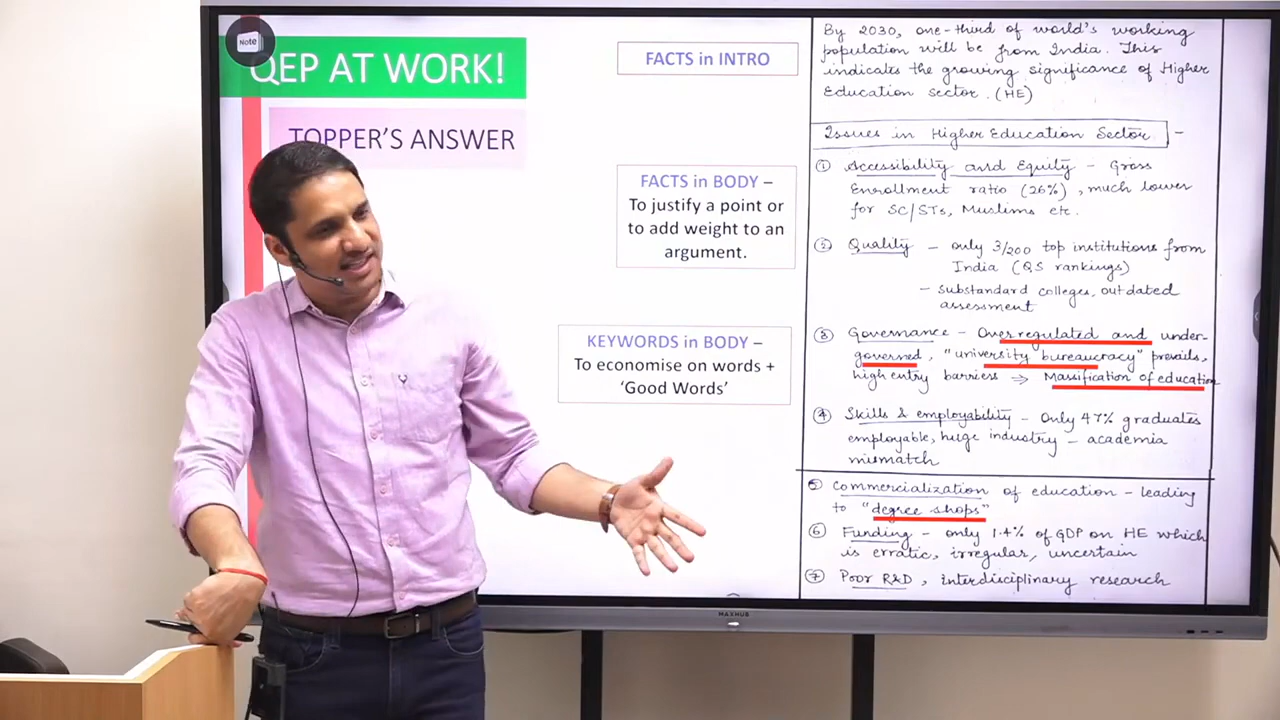 Note
QEP AT WORK!
TOPPER'S ANSWER
FACTS in INTRO
FACTS in BODY –
To justify a point or
to add weight to an
argument.
KEYWORDS in BODY –
To economise on words +
'Good Words'
By 2030, one-third of world's working
population will be from India. This
indicates the growing significance of Higher
Education sector. (HE)
Issues in Higher Education Sector –
① Accessibility and Equity – Gross
Enrollment ratio (26%), much lower
for SC/STs, Muslims etc.
② Quality – only 3/200 top institutions from
India (QS rankings)
– substandard colleges, outdated
assessment
③ Governance – Overregulated and under-
governed, "university bureaucracy" prevails,
high entry barriers → Massification of education
④ Skills & employability – Only 47% graduates
employable, huge industry – academia
mismatch
⑤ Commercialization of education – leading
to "degree shops"
⑥ Funding – only 1.4% of GDP on HE which
is erratic, irregular, uncertain
⑦ Poor R&D, interdisciplinary research
MAXHUB